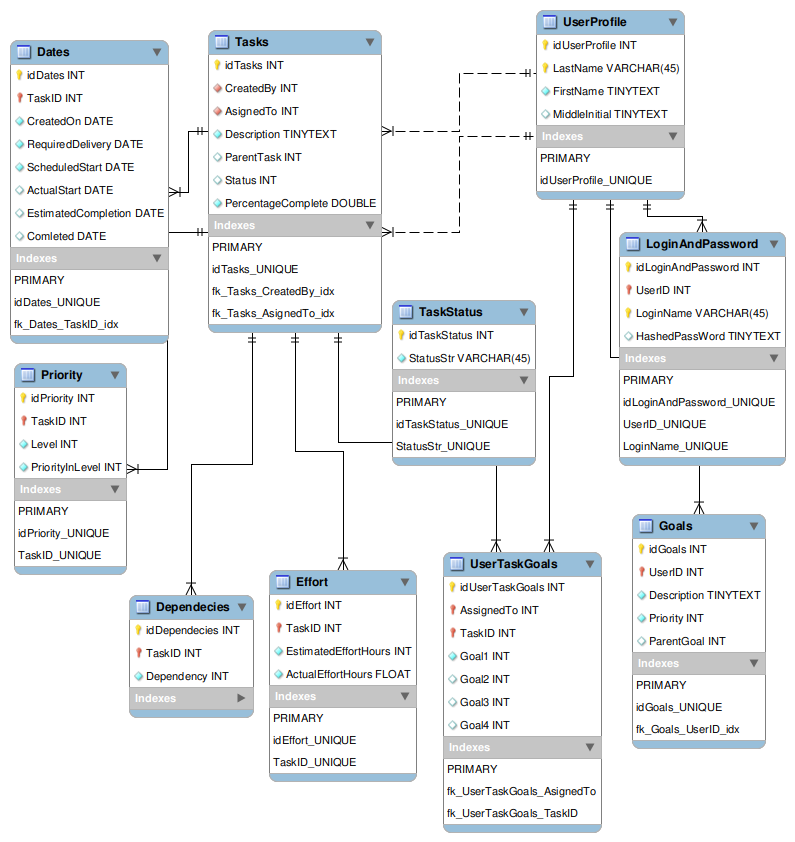 Dates
idDates INT
TaskID INT
CreatedOn DATE
RequiredDelivery DATE
ScheduledStart DATE
ActualStart DATE
EstimatedCompletion DATE
Comleted DATE
Indexes
PRIMARY
idDates_UNIQUE
fk_Dates_TaskID_idx
Tasks
idTasks INT
CreatedBy INT
AsignedTo INT
Description TINYTEXT
ParentTask INT
Status INT
PercentageComplete DOUBLE
Indexes
PRIMARY
idTasks_UNIQUE
fk_Tasks_CreatedBy_idx
fk_Tasks_AsignedTo_idx
UserProfile
idUserProfile INT
LastName VARCHAR(45)
FirstName TINYTEXT
MiddleInitial TINYTEXT
Indexes
PRIMARY
idUserProfile_UNIQUE
LoginAndPassword
idLoginAndPassword INT
UserID INT
LoginName VARCHAR(45)
HashedPassWord TINYTEXT
Indexes
PRIMARY
idLoginAndPassword_UNIQUE
UserID_UNIQUE
LoginName_UNIQUE
TaskStatus
idTaskStatus INT
StatusStr VARCHAR(45)
Indexes
PRIMARY
idTaskStatus_UNIQUE
StatusStr_UNIQUE
Priority
idPriority INT
TaskID INT
Level INT
PriorityInLevel INT
Indexes
PRIMARY
idPriority_UNIQUE
TaskID_UNIQUE
Dependecies
idDependecies INT
TaskID INT
Dependency INT
Indexes
Effort
idEffort INT
TaskID INT
EstimatedEffortHours INT
ActualEffortHours FLOAT
Indexes
PRIMARY
idEffort_UNIQUE
TaskID_UNIQUE
UserTaskGoals
idUserTaskGoals INT
AssignedTo INT
TaskID INT
Goal1 INT
Goal2 INT
Goal3 INT
Goal4 INT
Indexes
PRIMARY
fk_UserTaskGoals_AsignedTo
fk_UserTaskGoals_TaskID
Goals
idGoals INT
UserID INT
Description TINYTEXT
Priority INT
ParentGoal INT
Indexes
PRIMARY
idGoals_UNIQUE
fk_Goals_UserID_idx